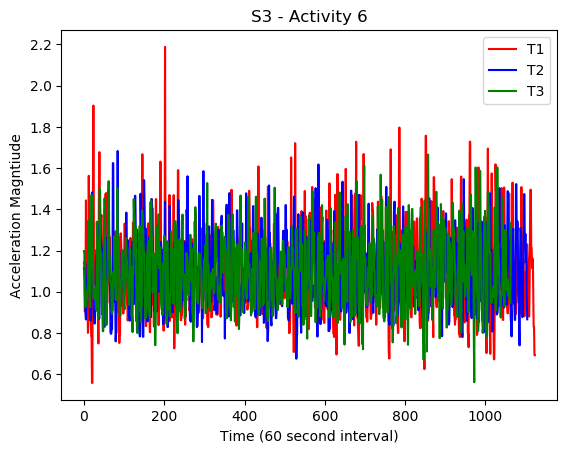 S3 - Activity 6
T1
T2
T3
2.2
2.0
1.8
1.6
1.4
1.2
1.0
0.8
0.6
Acceleration Magntiude
0
200
400
600
800
1000
Time (60 second interval)